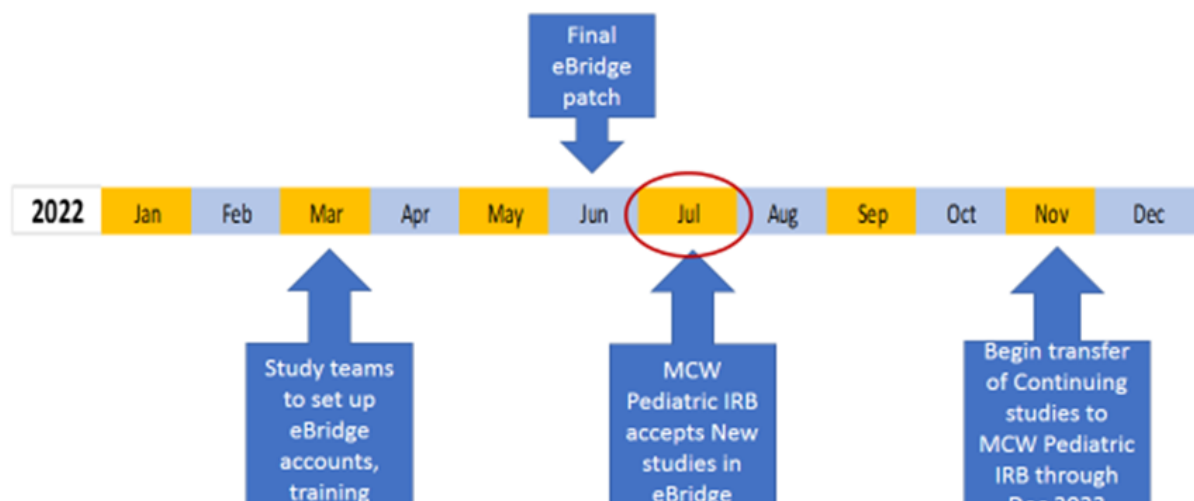 Final
eBridge
patch
2022 Jan Feb Mar Apr May Jun Jul Aug Sep Oct Nov Dec
Study teams
to set up
eBridge
accounts,
training
MCW
Pediatric IRB
accepts New
studies in
eBridge
Begin transfer
of Continuing
studies to
MCW Pediatric
IRB through